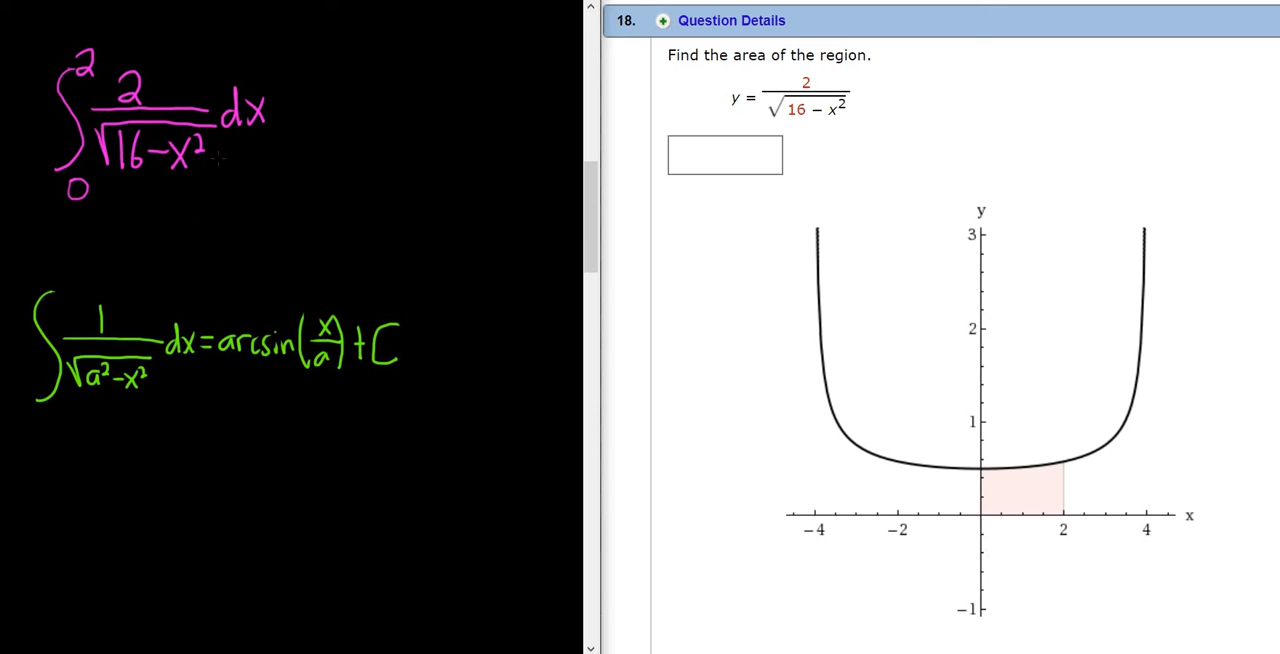 ∫₀² 2/√(16−x²) dx
∫ 1/√(a²−x²) dx = arcsin(x/a) + C
18. + Question Details
Find the area of the region.
y = 2/√(16 − x²)
y
3
2
1
−4 −2 2 4 x
−1